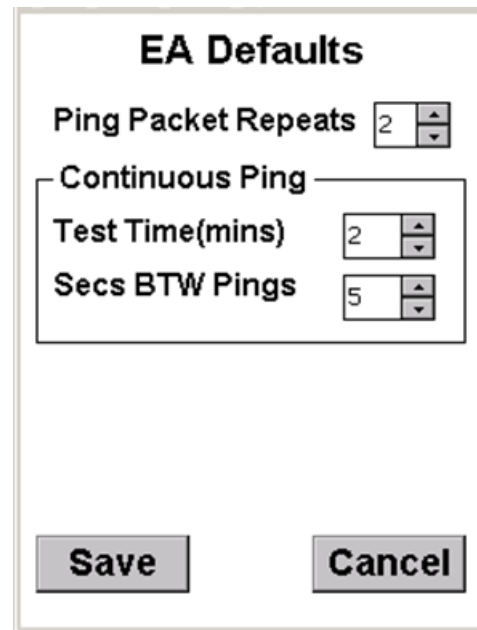 EA Defaults
Ping Packet Repeats 2
Continuous Ping
Test Time(mins) 2
Secs BTW Pings 5
Save Cancel